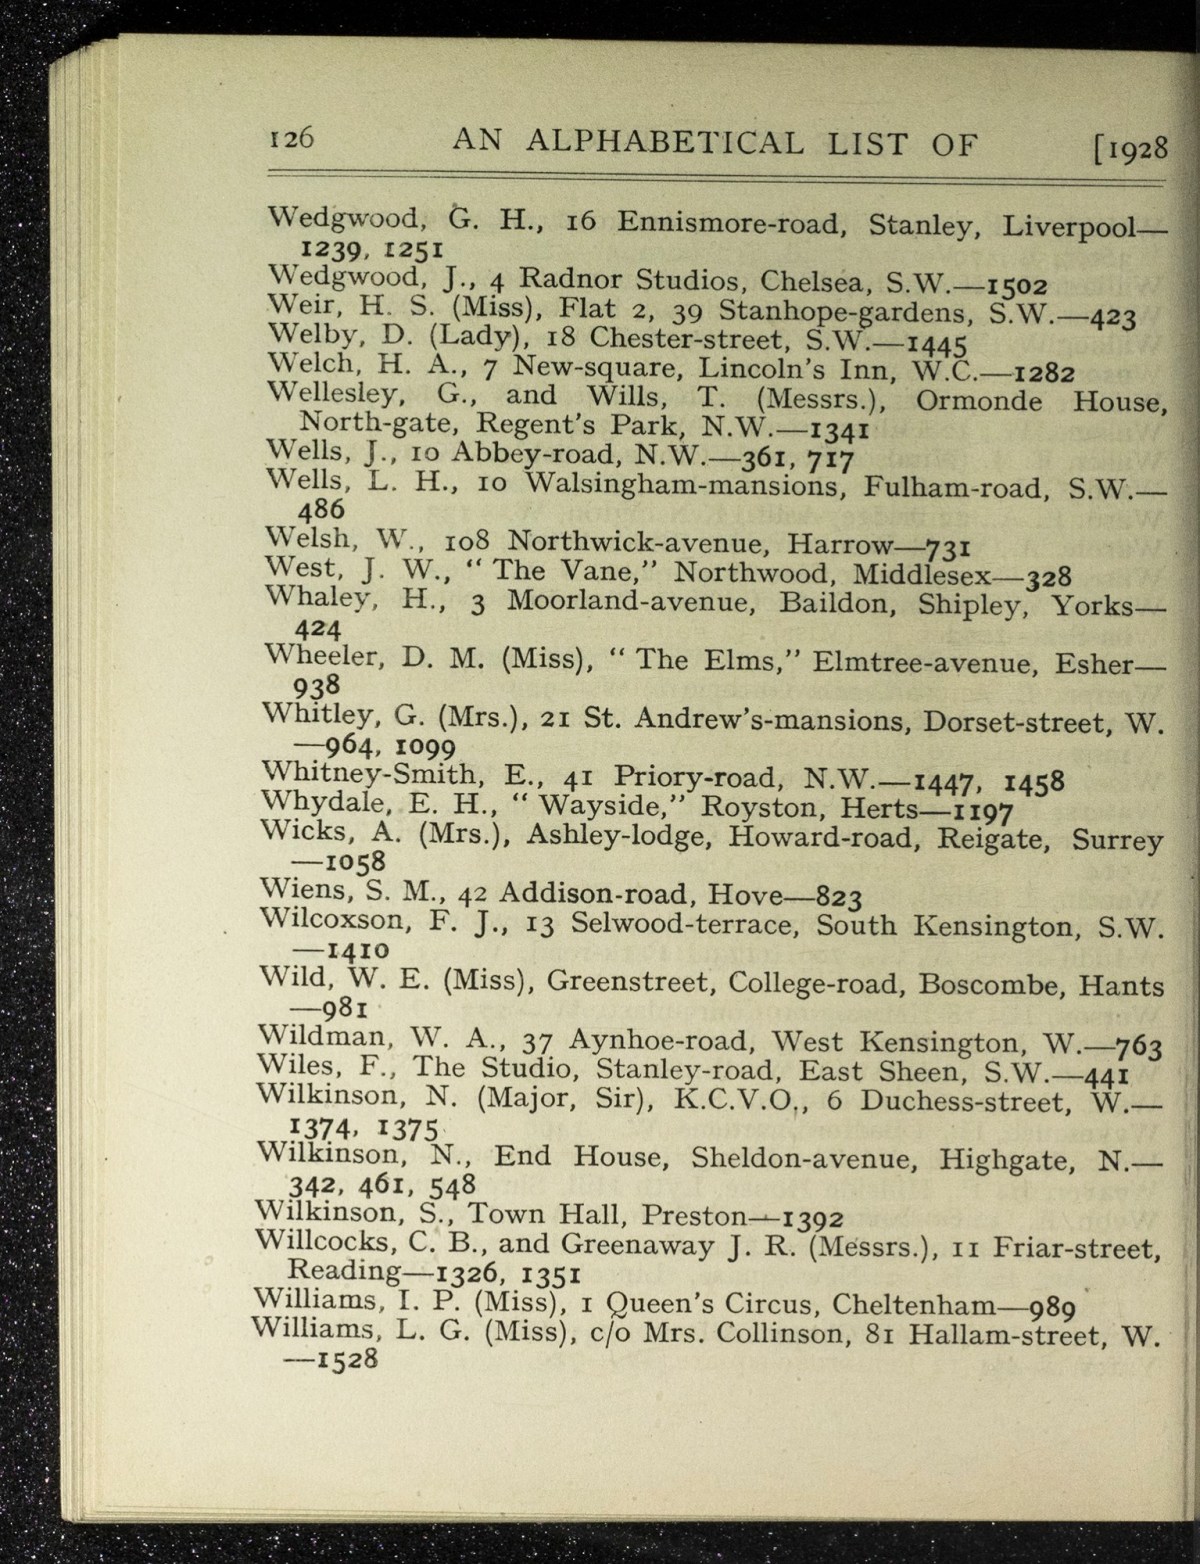 126 AN ALPHABETICAL LIST OF [1928
Wedgwood, G. H., 16 Ennismore-road, Stanley, Liverpool—
1239, 1251
Wedgwood, J., 4 Radnor Studios, Chelsea, S.W.—1502
Weir, H. S. (Miss), Flat 2, 39 Stanhope-gardens, S.W.—423
Welby, D. (Lady), 18 Chester-street, S.W.—1445
Welch, H. A., 7 New-square, Lincoln's Inn, W.C.—1282
Wellesley, G., and Wills, T. (Messrs.), Ormonde House,
North-gate, Regent's Park, N.W.—1341
Wells, J., 10 Abbey-road, N.W.—361, 717
Wells, L. H., 10 Walsingham-mansions, Fulham-road, S.W.—
486
Welsh, W., 108 Northwick-avenue, Harrow—731
West, J. W., "The Vane," Northwood, Middlesex—328
Whaley, H., 3 Moorland-avenue, Baildon, Shipley, Yorks—
424
Wheeler, D. M. (Miss), "The Elms," Elmtree-avenue, Esher—
938
Whitley, G. (Mrs.), 21 St. Andrew's-mansions, Dorset-street, W.
—964, 1099
Whitney-Smith, E., 41 Priory-road, N.W.—1447, 1458
Whydale, E. H., "Wayside," Royston, Herts—1197
Wicks, A. (Mrs.), Ashley-lodge, Howard-road, Reigate, Surrey
—1058
Wiens, S. M., 42 Addison-road, Hove—823
Wilcoxson, F. J., 13 Selwood-terrace, South Kensington, S.W.
—1410
Wild, W. E. (Miss), Greenstreet, College-road, Boscombe, Hants
—981
Wildman, W. A., 37 Aynhoe-road, West Kensington, W.—763
Wiles, F., The Studio, Stanley-road, East Sheen, S.W.—441
Wilkinson, N. (Major, Sir), K.C.V.O., 6 Duchess-street, W.—
1374, 1375
Wilkinson, N., End House, Sheldon-avenue, Highgate, N.—
342, 461, 548
Wilkinson, S., Town Hall, Preston—1392
Willcocks, C. B., and Greenaway J. R. (Messrs.), 11 Friar-street,
Reading—1326, 1351
Williams, I. P. (Miss), 1 Queen's Circus, Cheltenham—989
Williams, L. G. (Miss), c/o Mrs. Collinson, 81 Hallam-street, W.
—1528